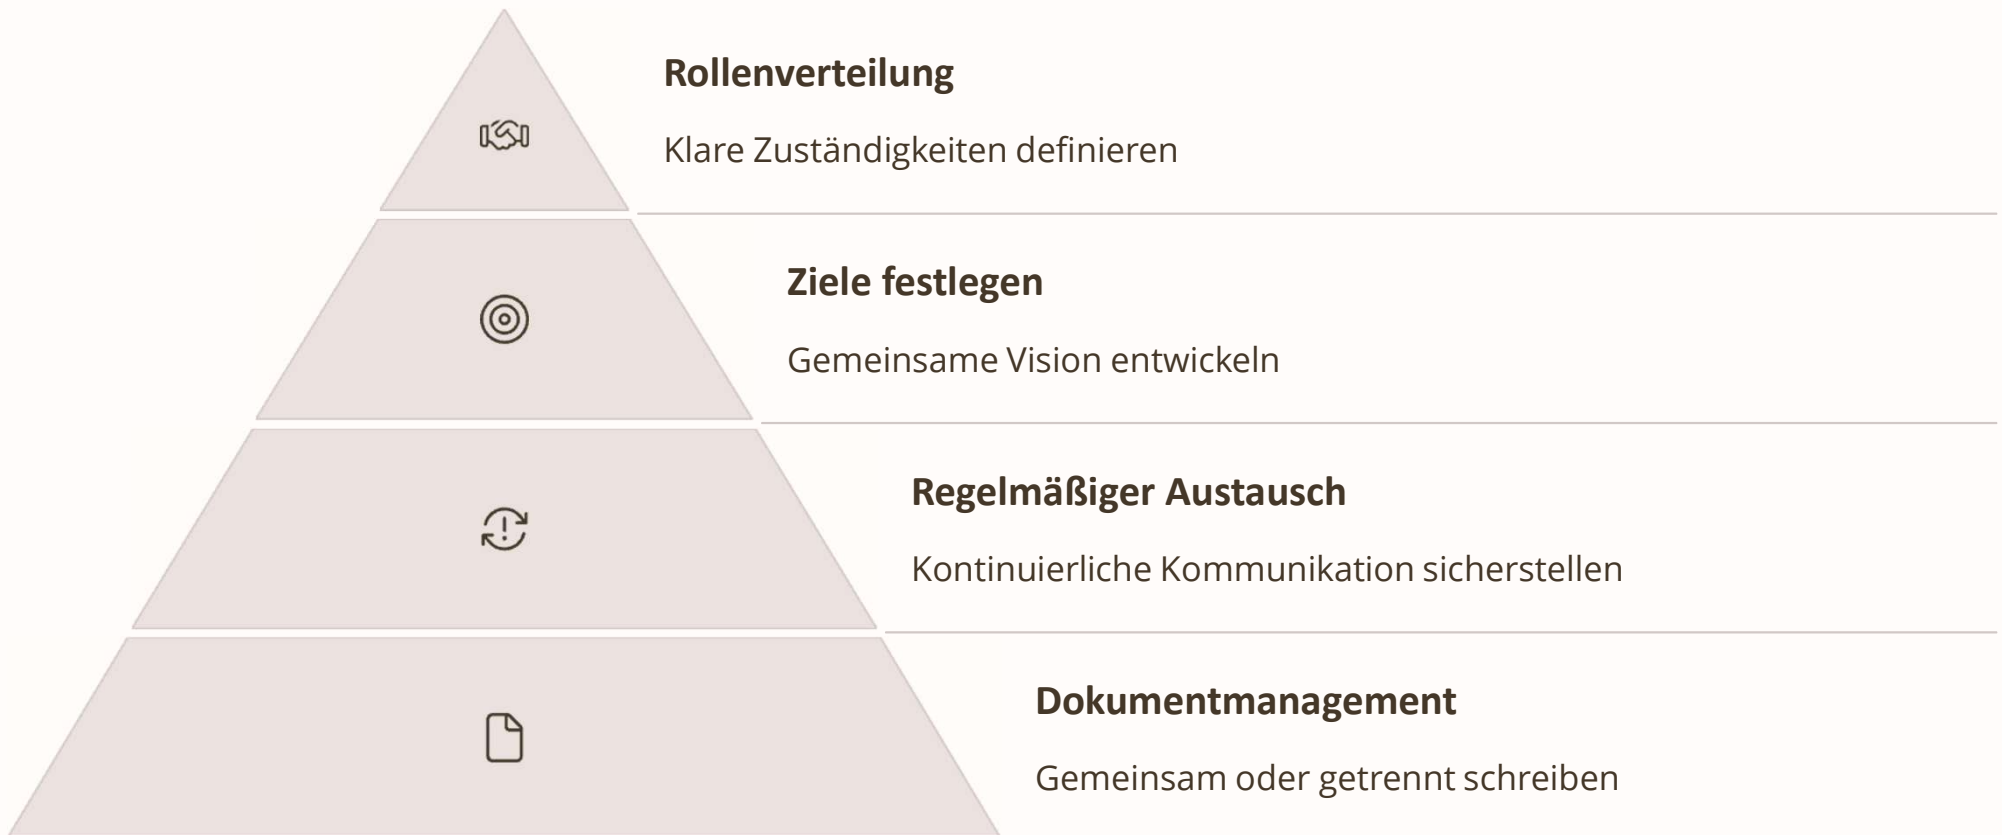 Rollenverteilung
Klare Zuständigkeiten definieren
Ziele festlegen
Gemeinsame Vision entwickeln
Regelmäßiger Austausch
Kontinuierliche Kommunikation sicherstellen
Dokumentmanagement
Gemeinsam oder getrennt schreiben